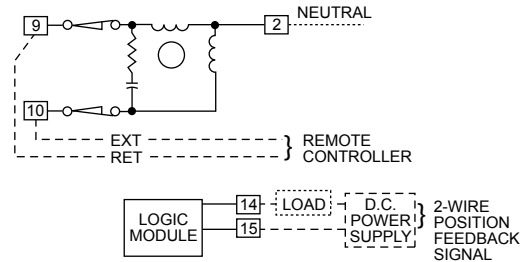 9
2
NEUTRAL
10
EXT
RET
REMOTE
CONTROLLER
LOGIC
MODULE
14
15
LOAD
D.C.
POWER
SUPPLY
2-WIRE
POSITION
FEEDBACK
SIGNAL